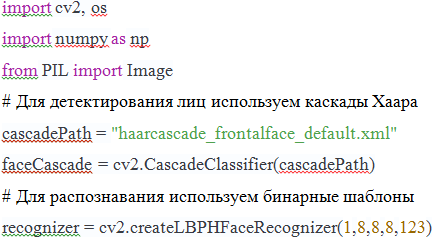 import cv2, os
import numpy as np
from PIL import Image
# Для детектирования лиц используем каскады Хаара
cascadePath = "haarcascade_frontalface_default.xml"
faceCascade = cv2.CascadeClassifier(cascadePath)
# Для распознавания используем бинарные шаблоны
recognizer = cv2.createLBPHFaceRecognizer(1,8,8,8,123)